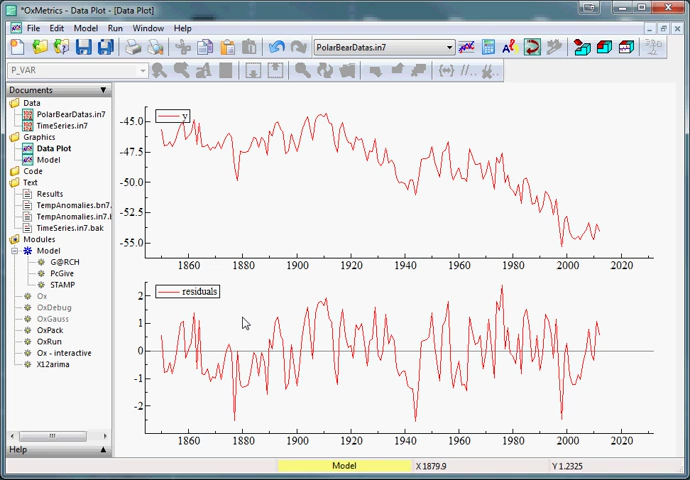 *OxMetrics - Data Plot - [Data Plot]
File Edit Model Run Window Help
PolarBearDatas.in7
P_VAR
Documents
Data
PolarBearDatas.in7
TimeSeries.in7
Graphics
Data Plot
Model
Code
Text
Results
TempAnomalies.bn7.
TempAnomalies.in7.b
TimeSeries.in7.bak
Modules
Model
G@RCH
PcGive
STAMP
Ox
OxDebug
OxGauss
OxPack
OxRun
Ox - interactive
X12arima
Help
y
-45.0
-47.5
-50.0
-52.5
-55.0
1860 1880 1900 1920 1940 1960 1980 2000 2020
residuals
2
1
0
-1
-2
1860 1880 1900 1920 1940 1960 1980 2000 2020
Model X 1879.9 Y 1.2325